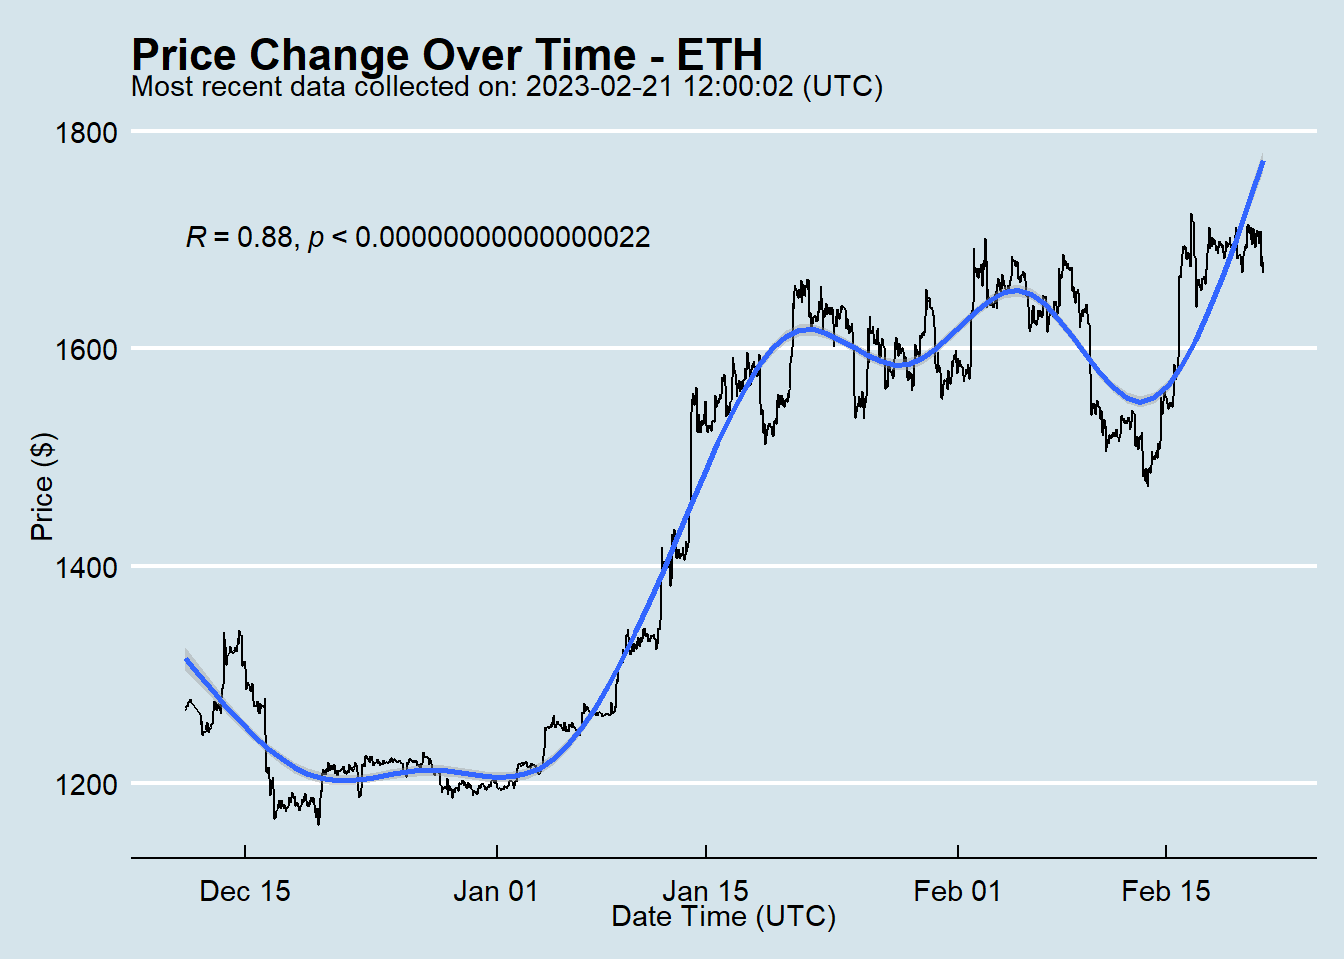 Price Change Over Time - ETH
Most recent data collected on: 2023-02-21 12:00:02 (UTC)
1800
R = 0.88, p < 0.00000000000000022
1600
Price ($)
1400
1200
Dec 15 Jan 01 Jan 15 Feb 01 Feb 15
Date Time (UTC)